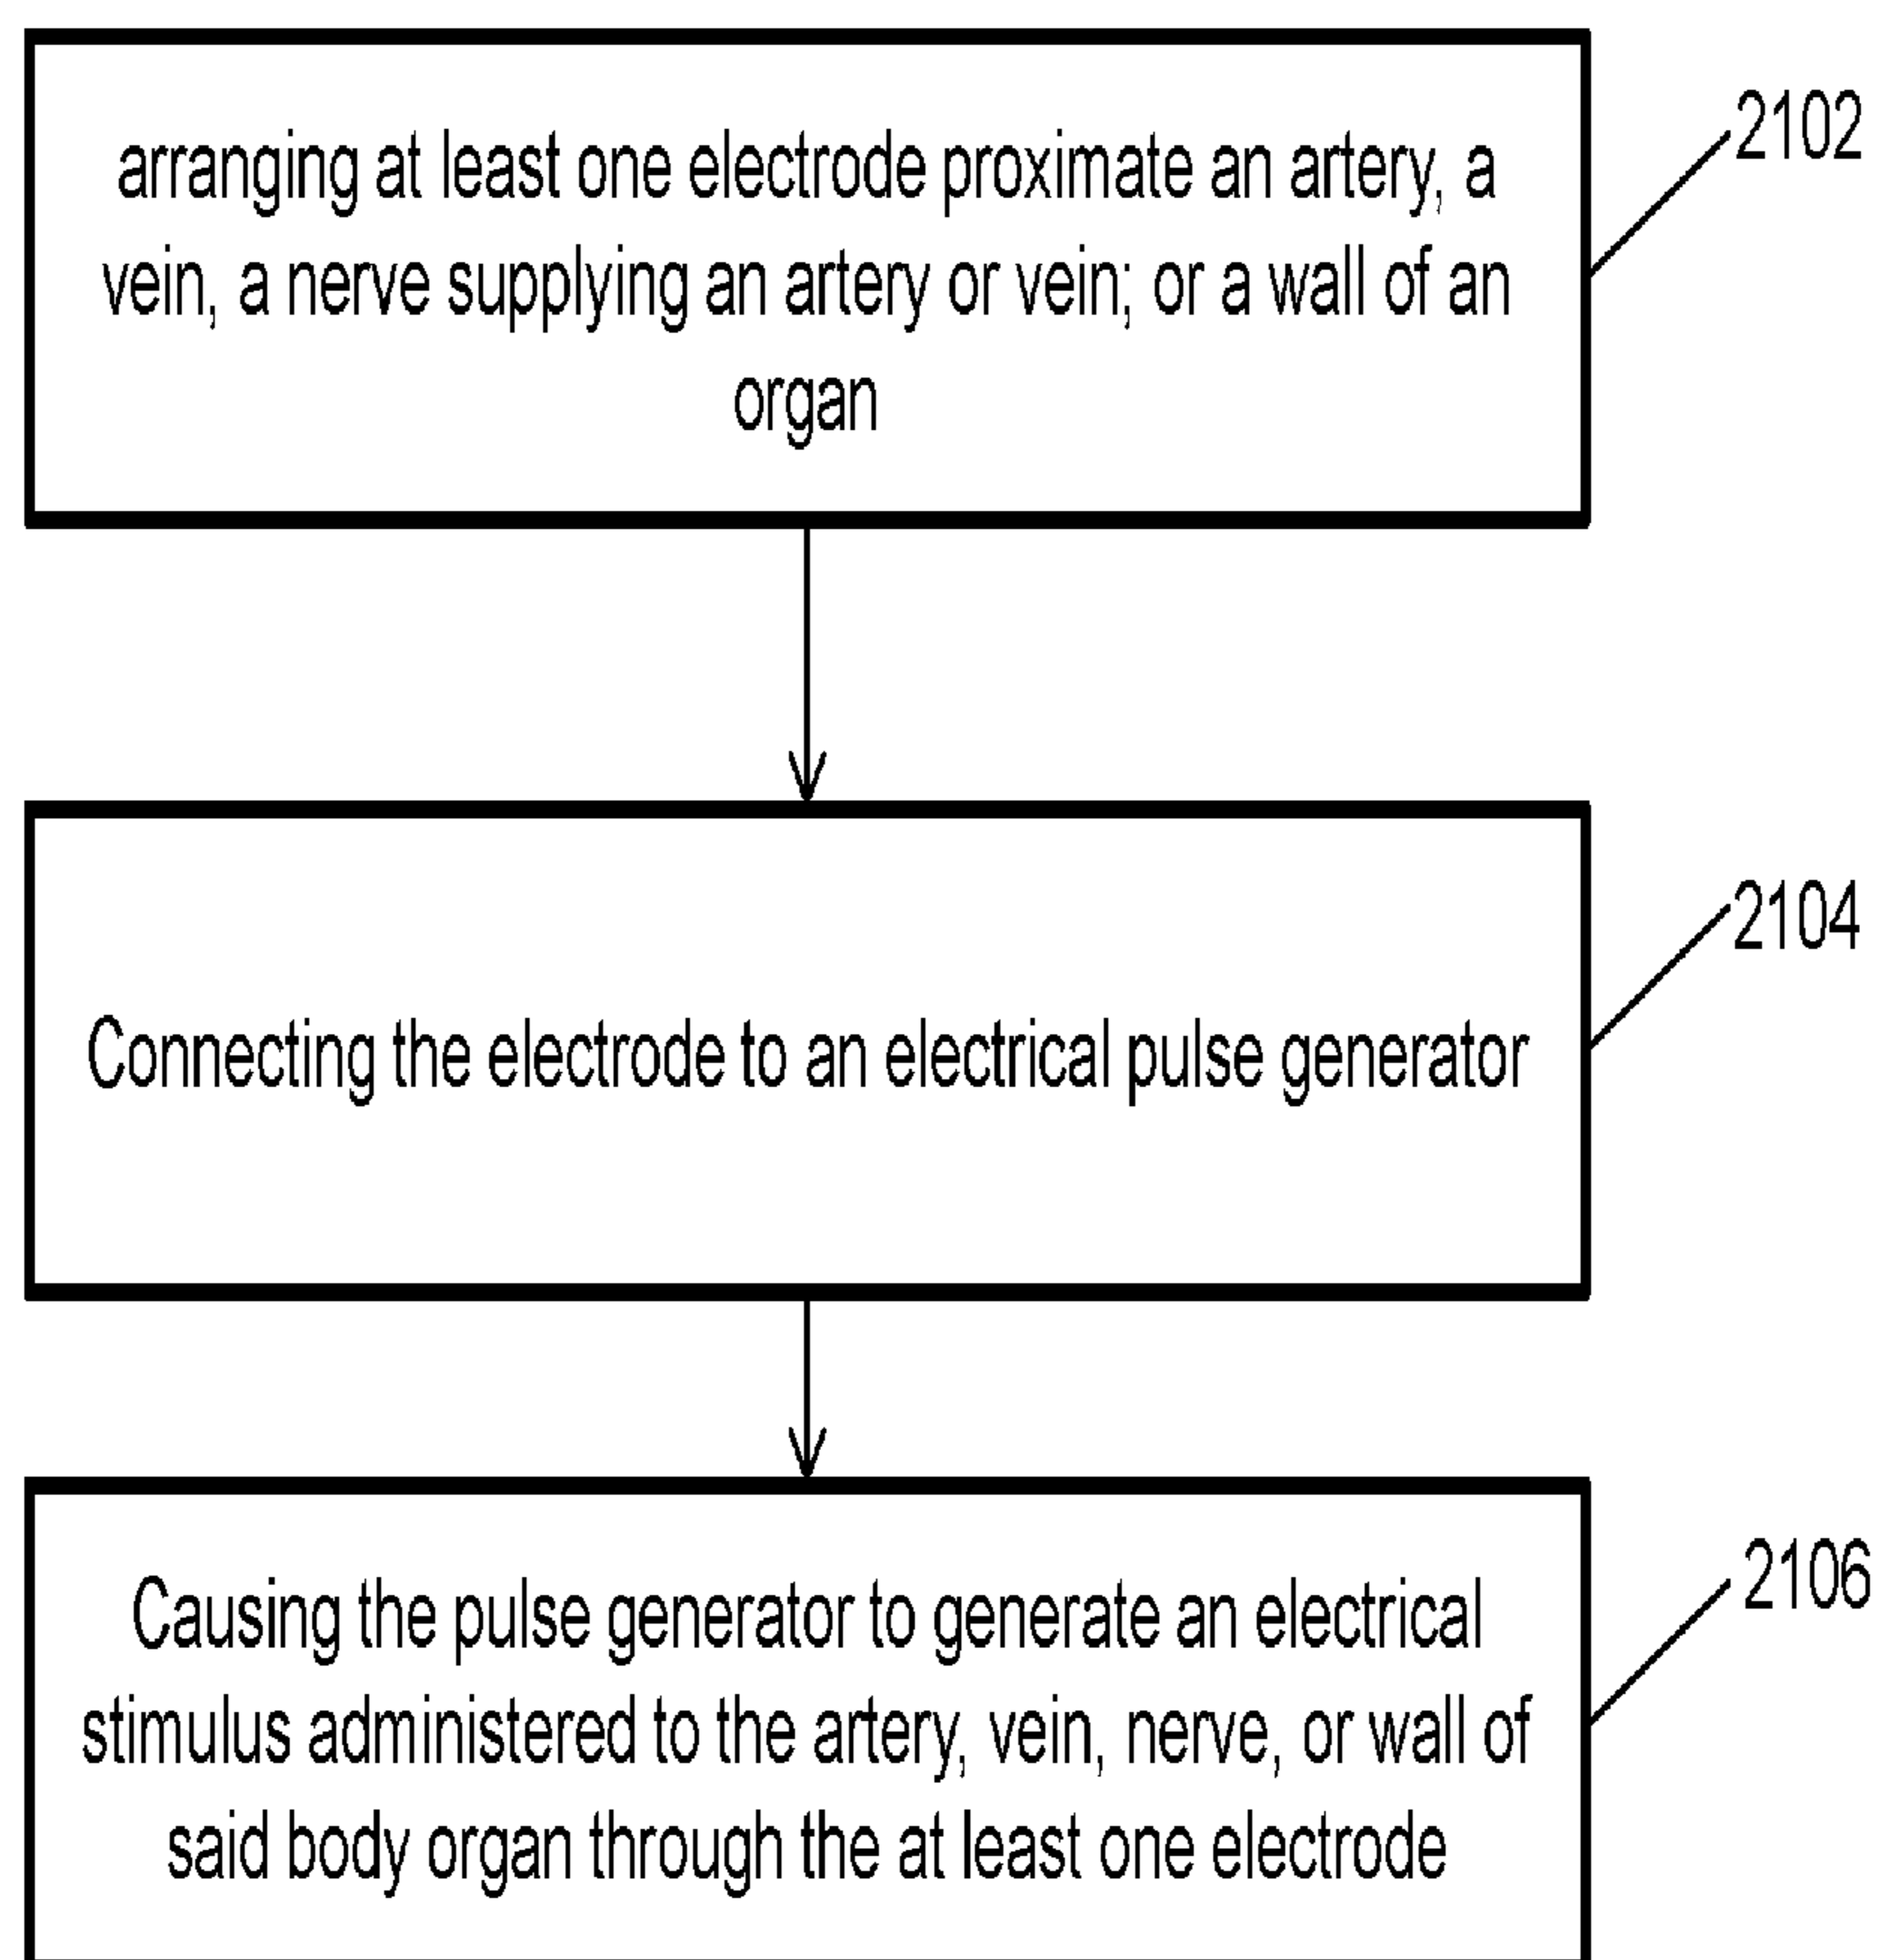 arranging at least one electrode proximate an artery, a
vein, a nerve supplying an artery or vein; or a wall of an
organ
2102
Connecting the electrode to an electrical pulse generator
2104
Causing the pulse generator to generate an electrical
stimulus administered to the artery, vein, nerve, or wall of
said body organ through the at least one electrode
2106